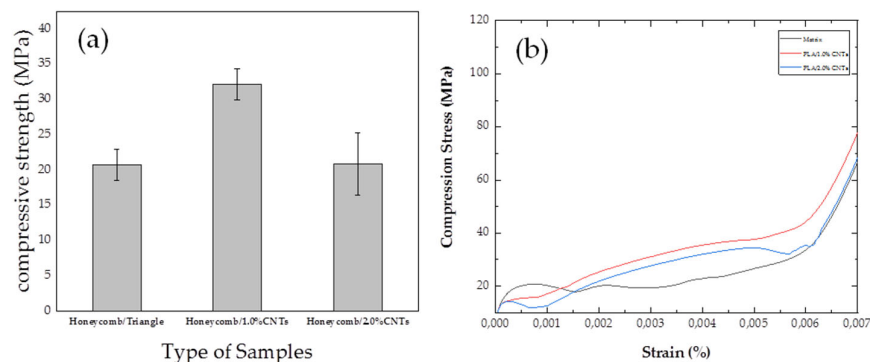 (a)
compressive strength (MPa)
40
35
30
25
20
15
10
5
0
Honeycomb/Triangle Honeycomb/1.0%CNTs Honeycomb/2.0%CNTs
Type of Samples
(b)
Matrix
PLA/1.0% CNTs
PLA/2.0% CNTs
Compression Stress (MPa)
120
100
80
60
40
20
0,000 0,001 0,002 0,003 0,004 0,005 0,006 0,007
Strain (%)